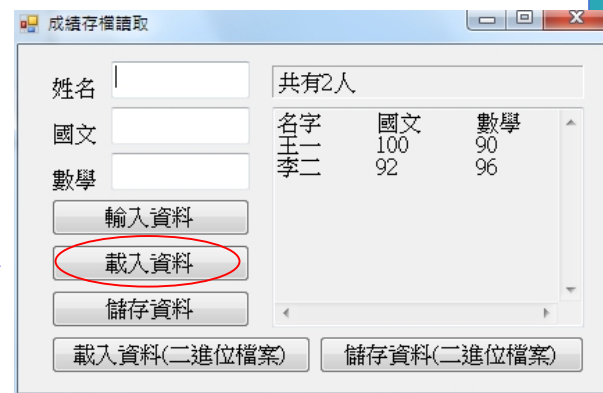 成績存檔讀取
姓名
共有2人
國文
數學
名字 國文 數學
王一 100 90
李二 92 96
輸入資料
載入資料
儲存資料
載入資料(二進位檔案) 儲存資料(二進位檔案)